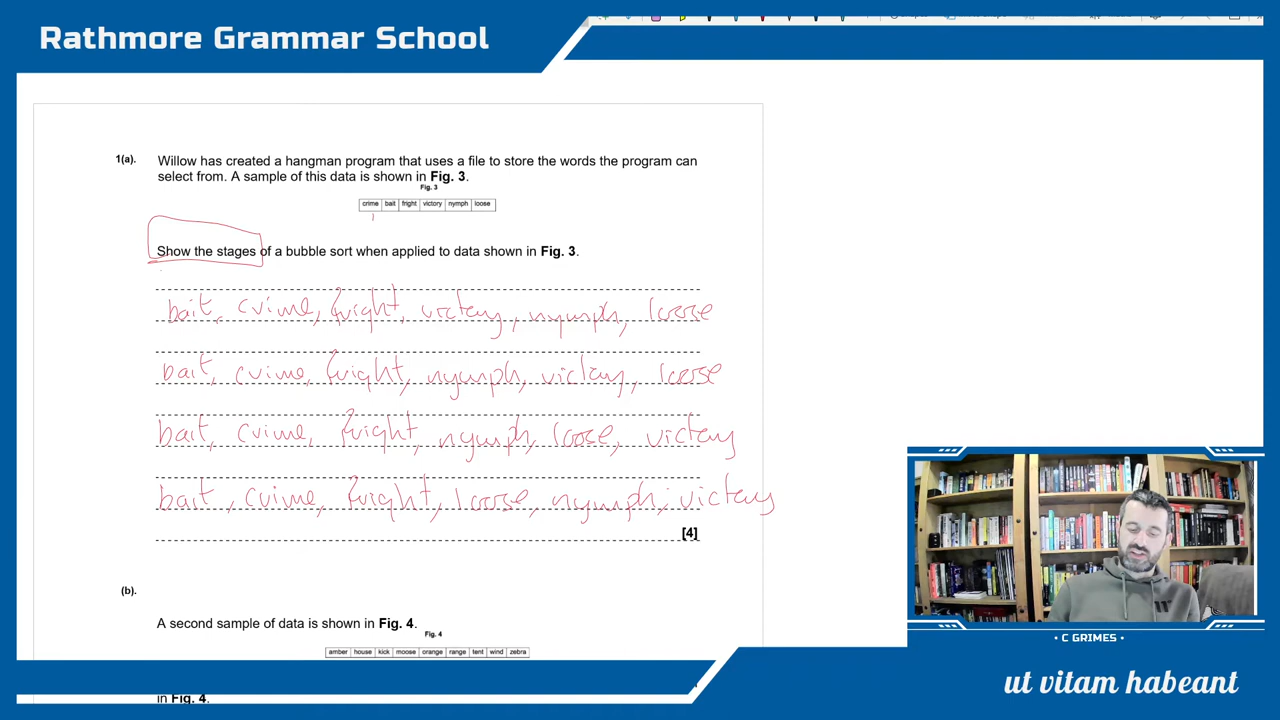 Rathmore Grammar School
1(a). Willow has created a hangman program that uses a file to store the words the program can
select from. A sample of this data is shown in Fig. 3.
Fig. 3
crime bait fright victory nymph loose
Show the stages of a bubble sort when applied to data shown in Fig. 3.
bait, crime, fright, victory, nymph, loose
bait, crime, fright, nymph, victory, loose
bait, crime, fright, nymph, loose, victory
bait, crime, fright, loose, nymph, victory
[4]
(b).
A second sample of data is shown in Fig. 4.
Fig. 4
amber house kick moose orange range tent wind zebra
in Fig. 4.
• C GRIMES •
ut vitam habeant